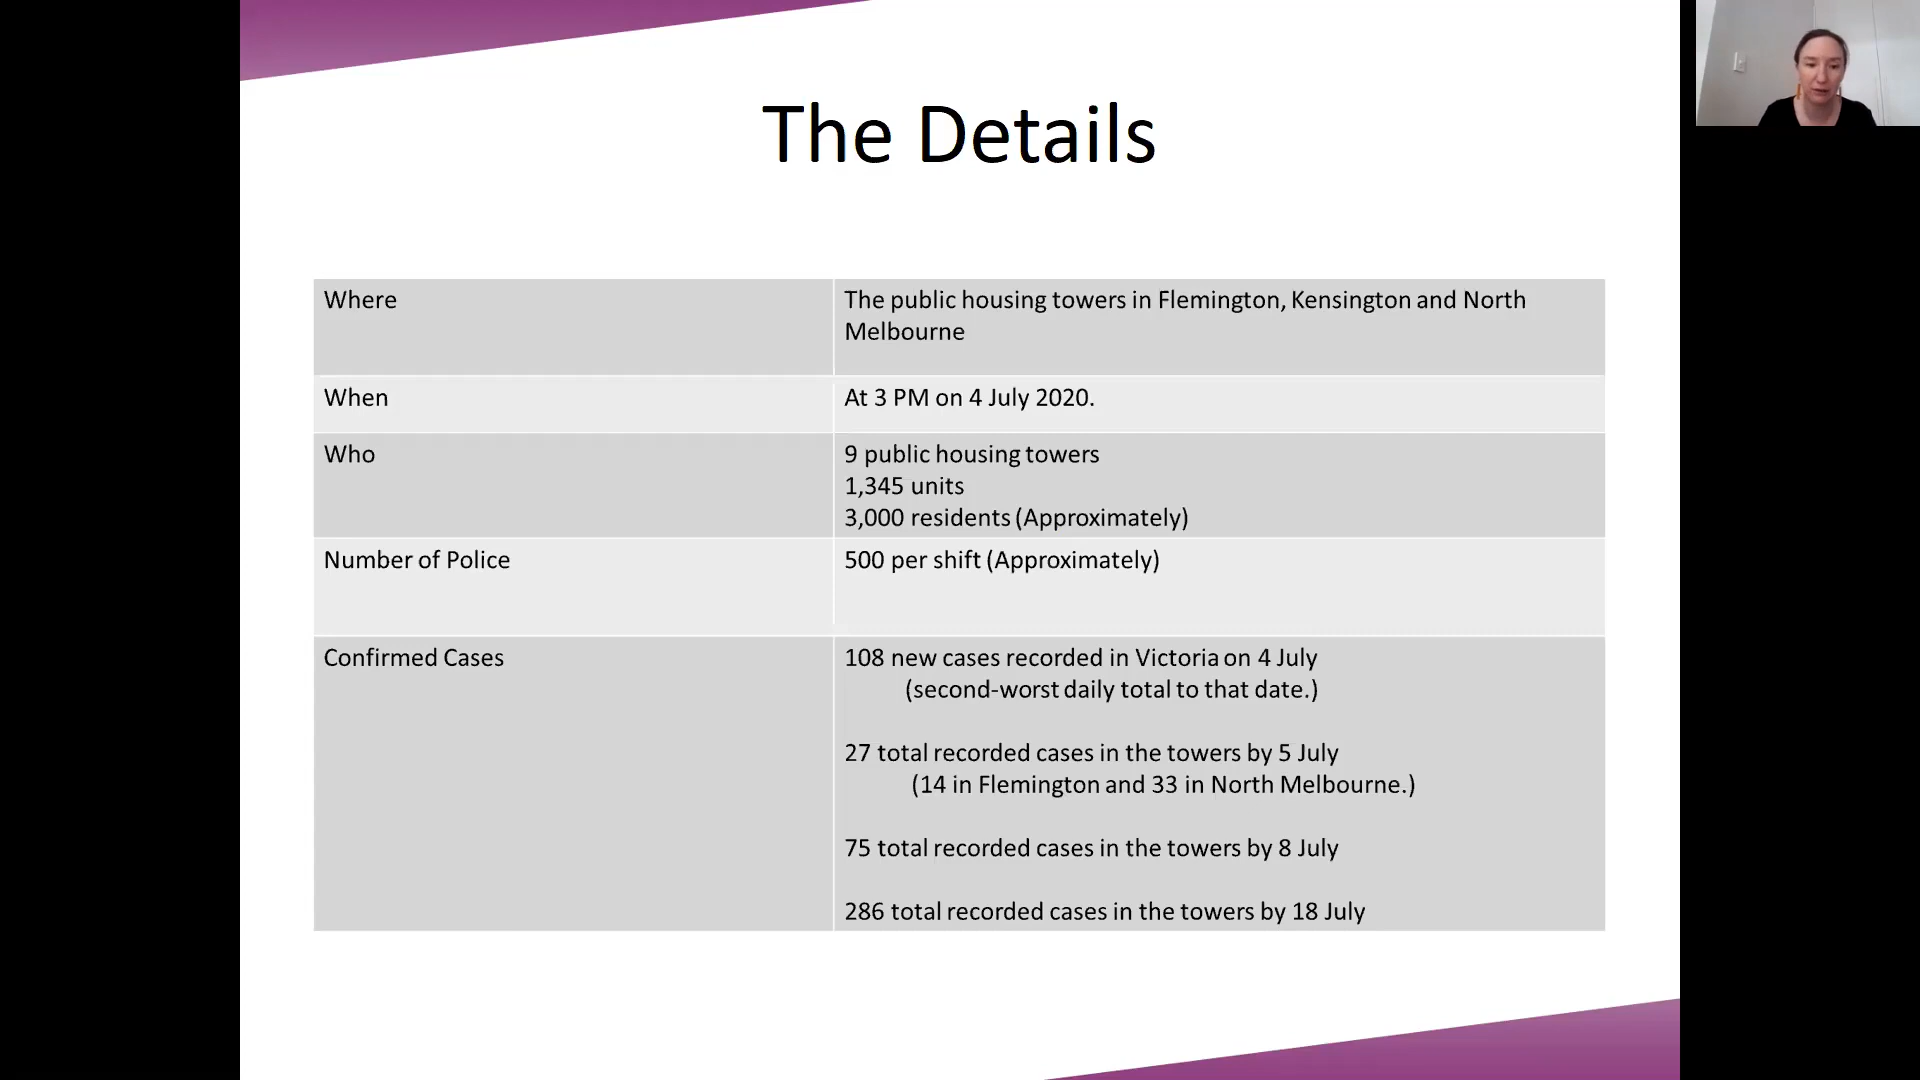 The Details
Where
The public housing towers in Flemington, Kensington and North
Melbourne
When
At 3 PM on 4 July 2020.
Who
9 public housing towers
1,345 units
3,000 residents (Approximately)
Number of Police
500 per shift (Approximately)
Confirmed Cases
108 new cases recorded in Victoria on 4 July
(second-worst daily total to that date.)
27 total recorded cases in the towers by 5 July
(14 in Flemington and 33 in North Melbourne.)
75 total recorded cases in the towers by 8 July
286 total recorded cases in the towers by 18 July